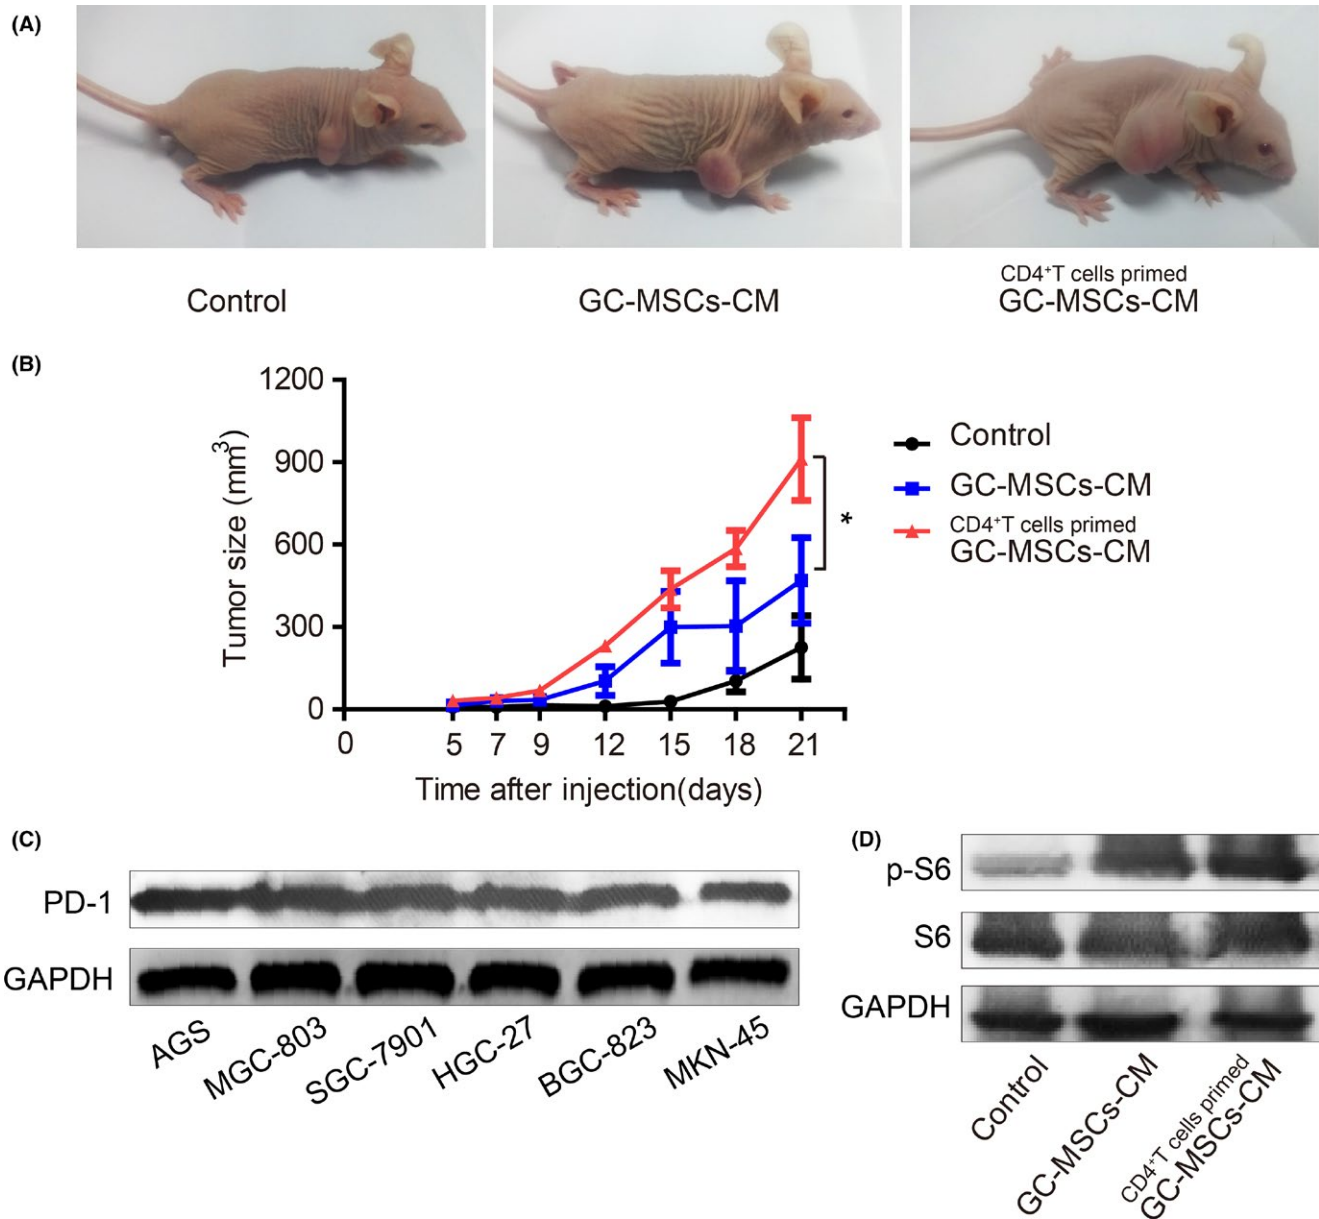 (A)
Control
GC-MSCs-CM
CD4⁺T cells primed
GC-MSCs-CM
(B)
1200
900
600
300
0
Tumor size (mm³)
0 5 7 9 12 15 18 21
Time after injection(days)
*
Control
GC-MSCs-CM
CD4⁺T cells primed
GC-MSCs-CM
(C)
PD-1
GAPDH
AGS
MGC-803
SGC-7901
HGC-27
BGC-823
MKN-45
(D)
p-S6
S6
GAPDH
Control
GC-MSCs-CM
CD4⁺T cells primed
GC-MSCs-CM